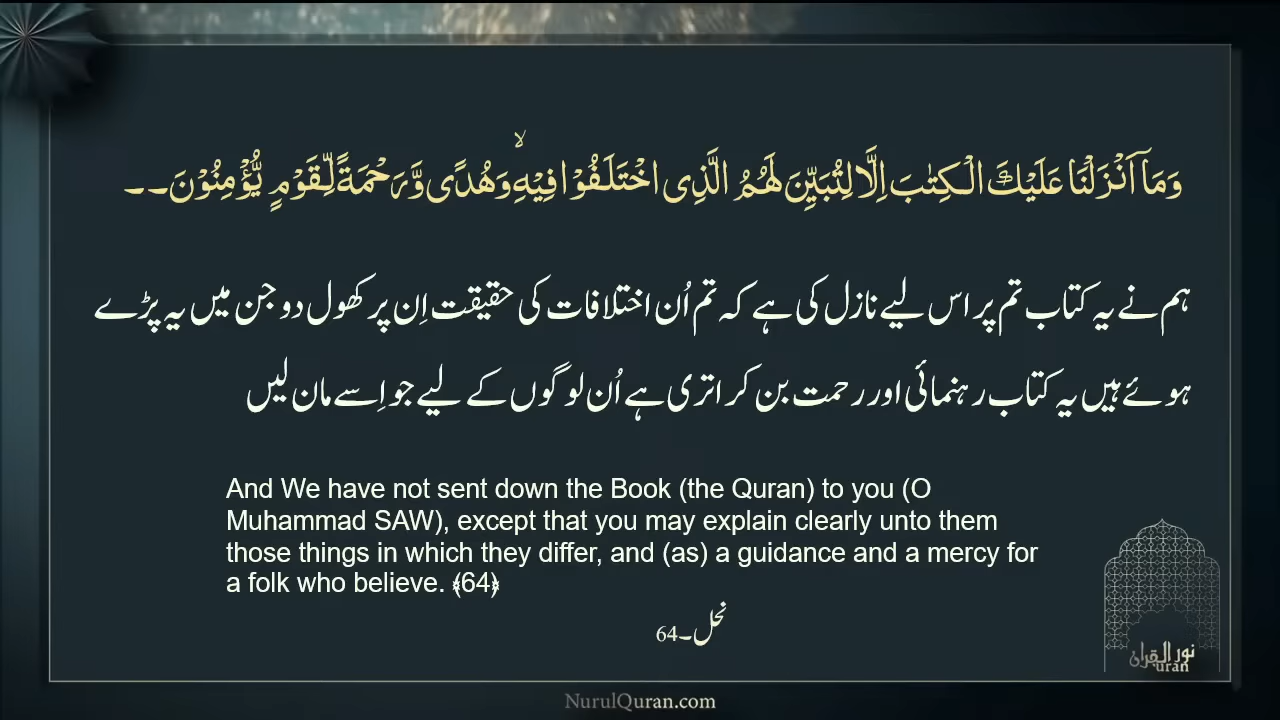 وَمَآ اَنْزَلْنَا عَلَيْكَ الْكِتٰبَ اِلَّا لِتُبَيِّنَ لَهُمُ الَّذِى اخْتَلَفُوْا فِيْهِ ۙ وَهُدًى وَّرَحْمَةً لِّقَوْمٍ يُّؤْمِنُوْنَ۔۔
ہم نے یہ کتاب تم پر اس لیے نازل کی ہے کہ تم اُن اختلافات کی حقیقت اِن پر کھول دو جن میں یہ پڑے
ہوئے ہیں یہ کتاب رہنمائی اور رحمت بن کر اتری ہے اُن لوگوں کے لیے جو اِسے مان لیں
And We have not sent down the Book (the Quran) to you (O
Muhammad SAW), except that you may explain clearly unto them
those things in which they differ, and (as) a guidance and a mercy for
a folk who believe. ﴾64﴿
نحل۔64
نور القرآن
uran
NurulQuran.com